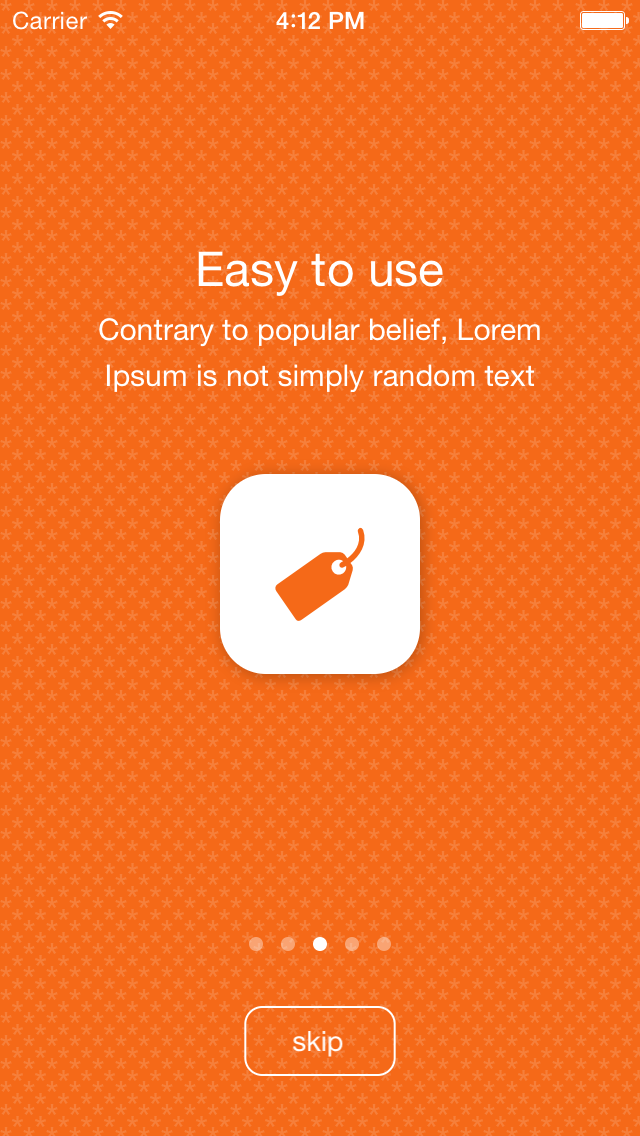 Carrier 4:12 PM
Easy to use
Contrary to popular belief, Lorem
Ipsum is not simply random text
skip